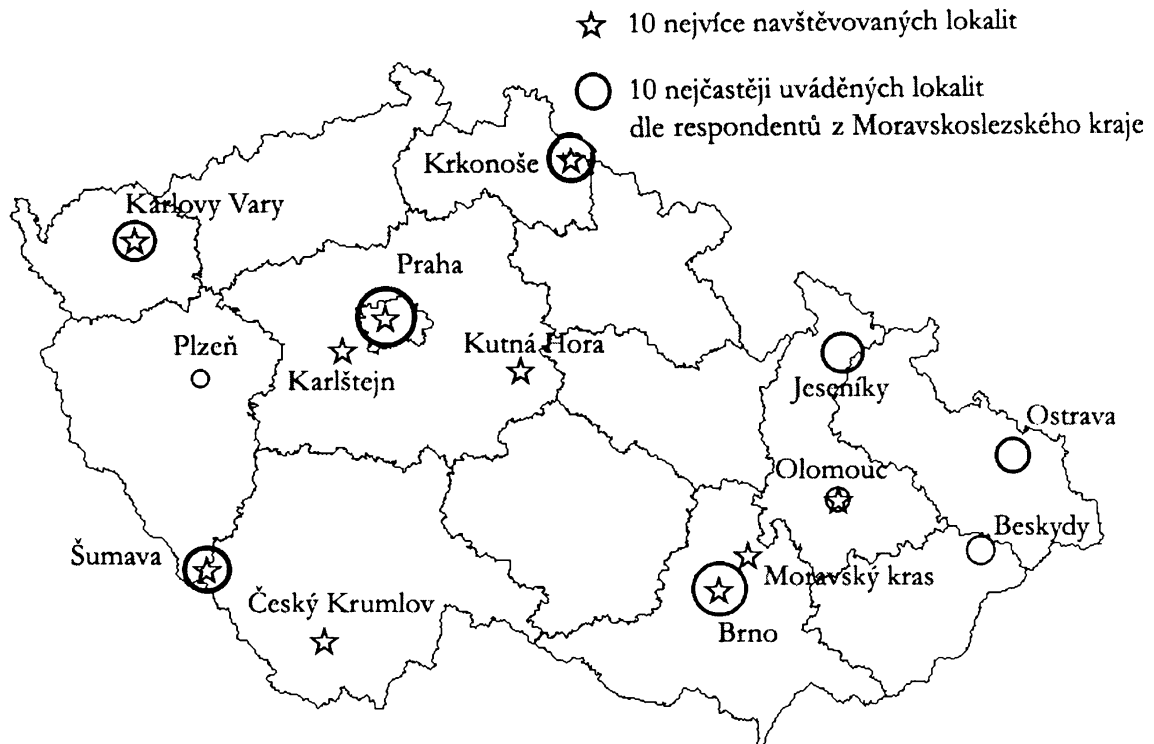 10 nejvíce navštěvovaných lokalit
10 nejčastěji uváděných lokalit
dle respondentů z Moravskoslezského kraje
Krkonoše
Karlovy Vary
Praha
Plzeň
Kutná Hora
Karlštejn
Jeseníky
Ostrava
Olomouc
Beskydy
Šumava
Moravský kras
Český Krumlov
Brno